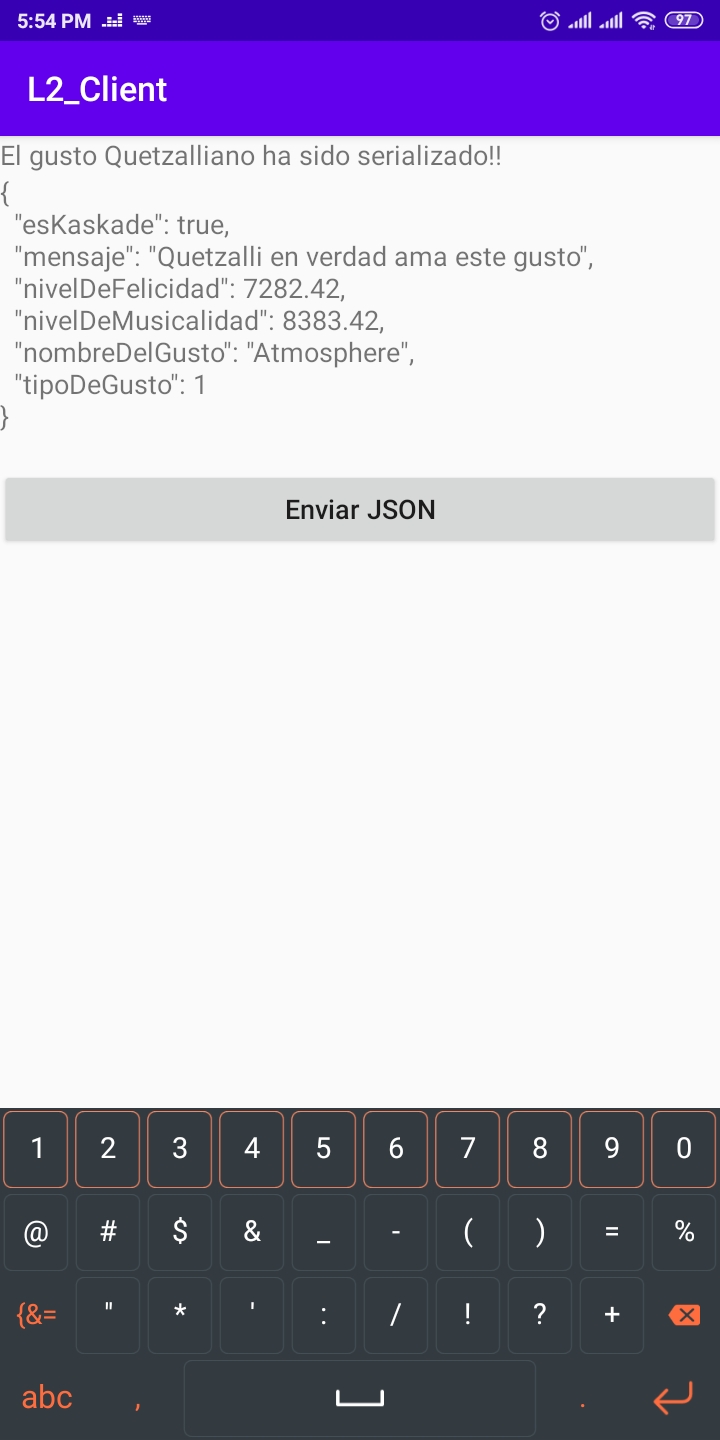 5:54 PM 97
L2_Client
El gusto Quetzalliano ha sido serializado!!
{
"esKaskade": true,
"mensaje": "Quetzalli en verdad ama este gusto",
"nivelDeFelicidad": 7282.42,
"nivelDeMusicalidad": 8383.42,
"nombreDelGusto": "Atmosphere",
"tipoDeGusto": 1
}
Enviar JSON
1 2 3 4 5 6 7 8 9 0
@ # $ & _ - ( ) = %
{&= " * ' : / ! ? +
abc , .